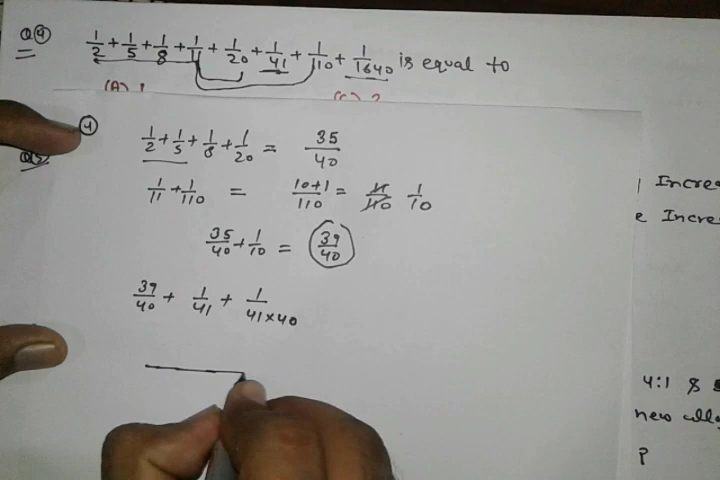 Q④ 1/2 + 1/5 + 1/8 + 1/11 + 1/20 + 1/41 + 1/110 + 1/1640 is equal to
(A) 1
④ 1/2 + 1/5 + 1/8 + 1/20 = 35/40
1/11 + 1/110 = 10+1/110 = 11/110 1/10
35/40 + 1/10 = 39/40
39/40 + 1/41 + 1/41×40
Increa
e Increa
4:1
new
P